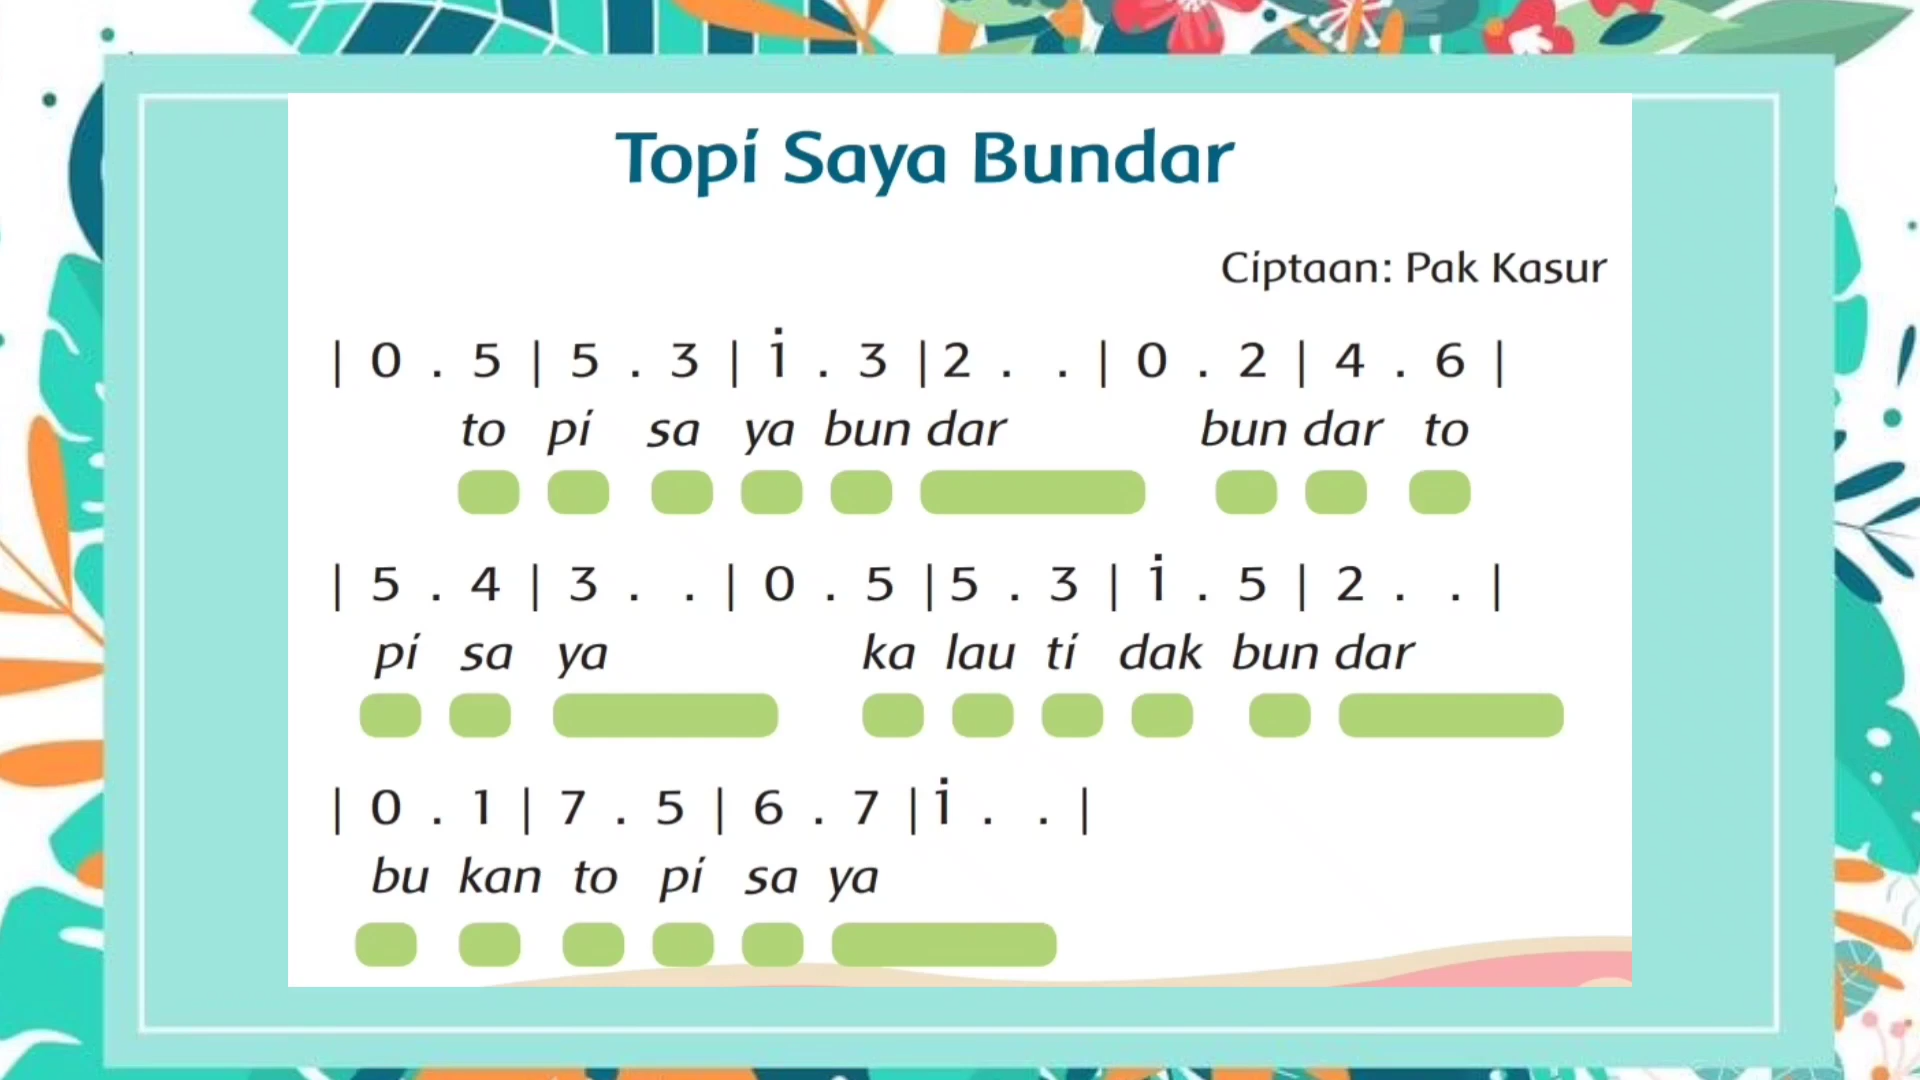 Topi Saya Bundar
Ciptaan: Pak Kasur
| 0 . 5 | 5 . 3 | i . 3 | 2 . . | 0 . 2 | 4 . 6 |
to pi sa ya bun dar bun dar to
| 5 . 4 | 3 . . | 0 . 5 | 5 . 3 | i . 5 | 2 . . |
pi sa ya ka lau ti dak bun dar
| 0 . 1 | 7 . 5 | 6 . 7 | i . . |
bu kan to pi sa ya